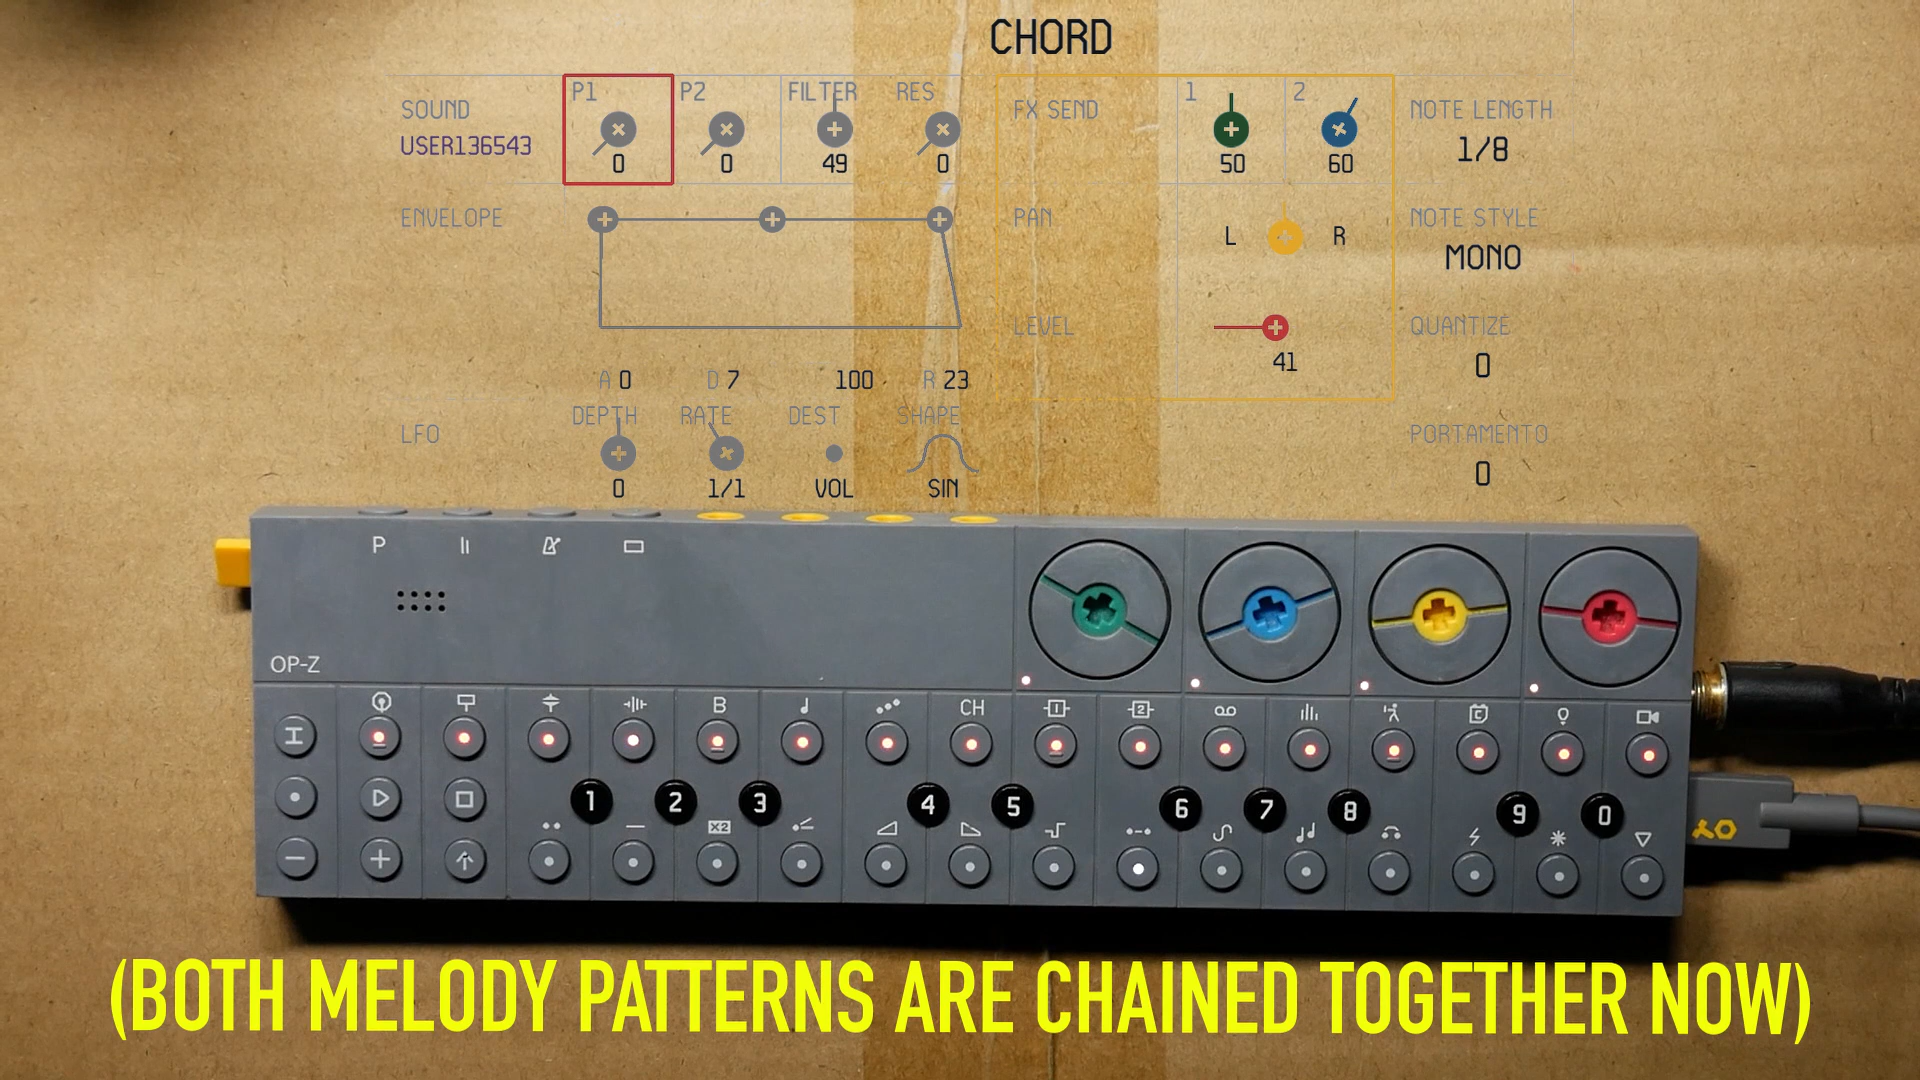 CHORD
SOUND
USER136543
P1
0
P2
0
FILTER
49
RES
0
FX SEND
1
50
2
60
NOTE LENGTH
1/8
ENVELOPE
PAN
L R
NOTE STYLE
MONO
LEVEL
41
QUANTIZE
0
A 0
D 7
100
R 23
LFO
DEPTH
0
RATE
1/1
DEST
VOL
SHAPE
SIN
PORTAMENTO
0
P
OP-Z
B
CH
1
2
C
1 2 3 4 5 6 7 8 9 0
X2
(BOTH MELODY PATTERNS ARE CHAINED TOGETHER NOW)